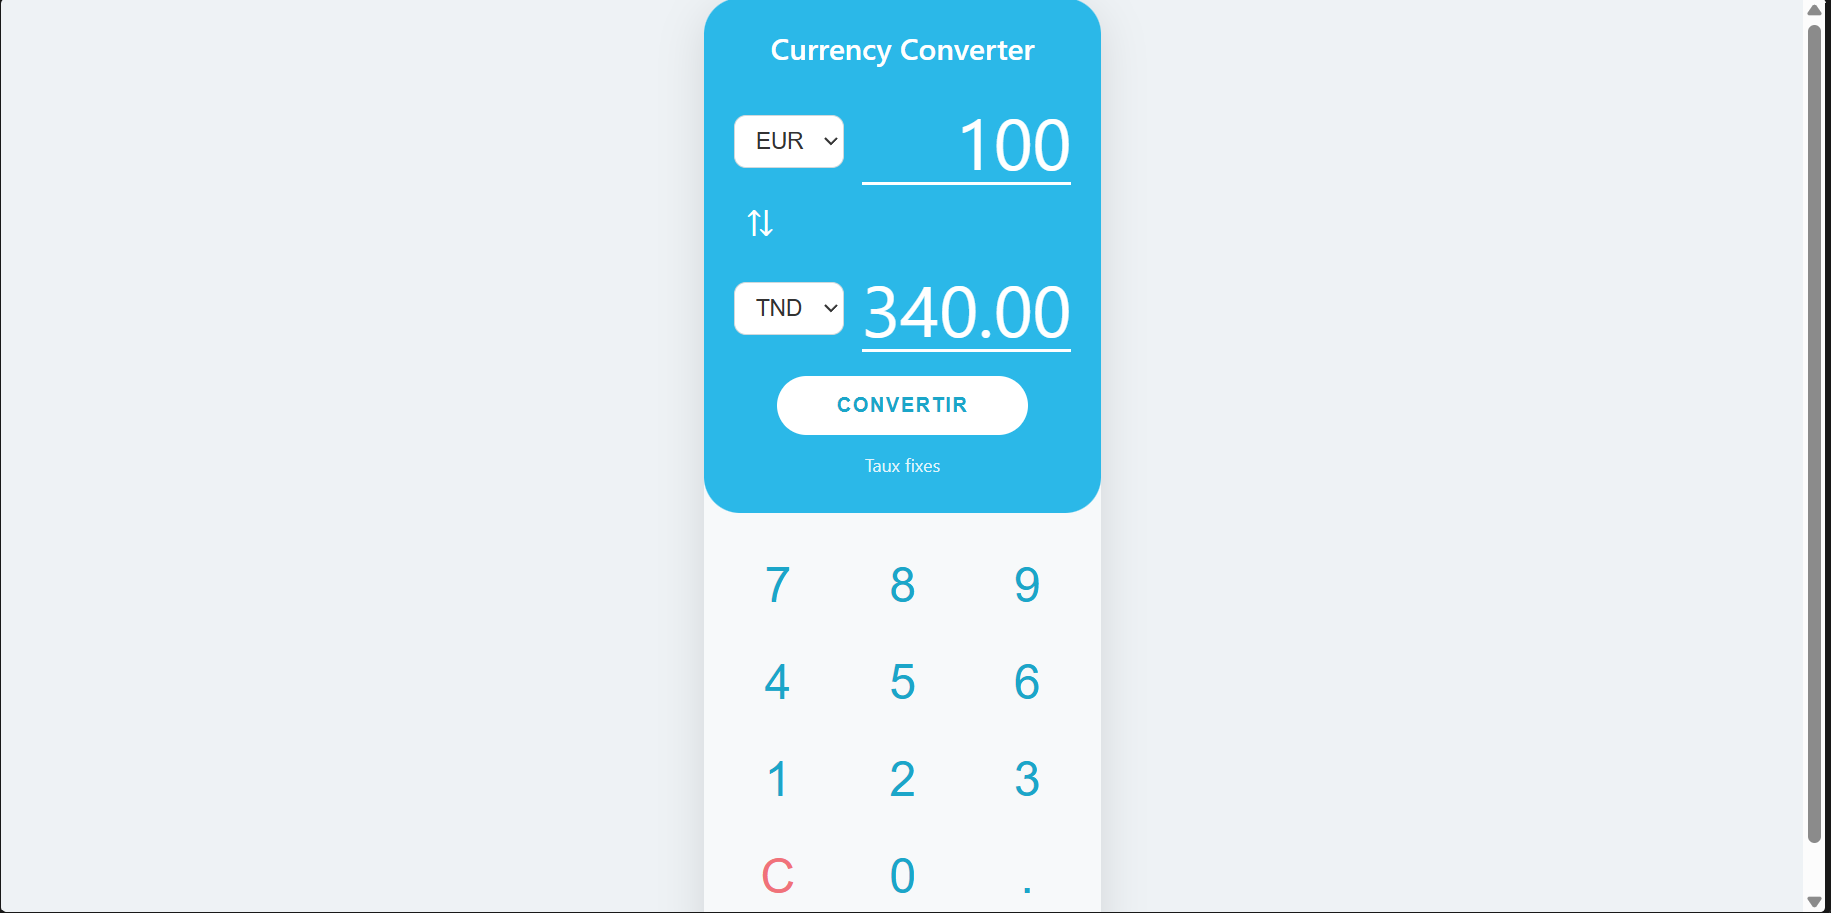 Currency Converter
EUR 100
⇅
TND 340.00
CONVERTIR
Taux fixes
7 8 9
4 5 6
1 2 3
C 0 .